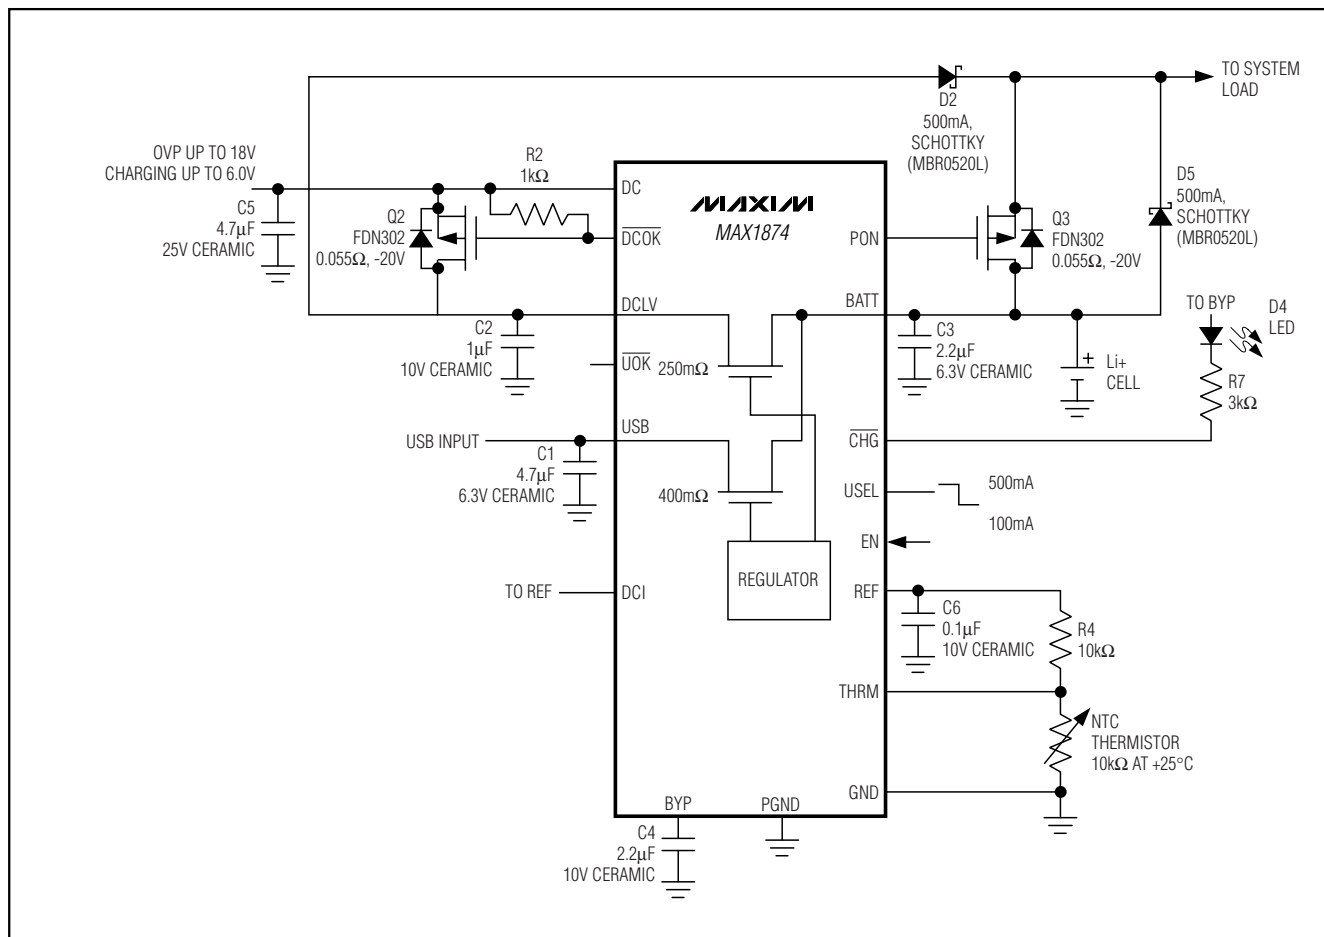 TO SYSTEM
LOAD
D2
500mA,
SCHOTTKY
(MBR0520L)
OVP UP TO 18V
CHARGING UP TO 6.0V
R2
1kΩ
DC
MAXIM
MAX1874
D5
500mA,
SCHOTTKY
(MBR0520L)
C5
4.7μF
25V CERAMIC
Q2
FDN302
0.055Ω, -20V
DCOK
PON
Q3
FDN302
0.055Ω, -20V
DCLV
BATT
TO BYP
D4
LED
C2
1μF
10V CERAMIC
UOK
250mΩ
C3
2.2μF
6.3V CERAMIC
+
Li+
CELL
R7
3kΩ
USB INPUT
USB
CHG
C1
4.7μF
6.3V CERAMIC
400mΩ
USEL
500mA
100mA
EN
REGULATOR
TO REF
DCI
REF
C6
0.1μF
10V CERAMIC
R4
10kΩ
THRM
NTC
THERMISTOR
10kΩ AT +25°C
GND
BYP
PGND
C4
2.2μF
10V CERAMIC